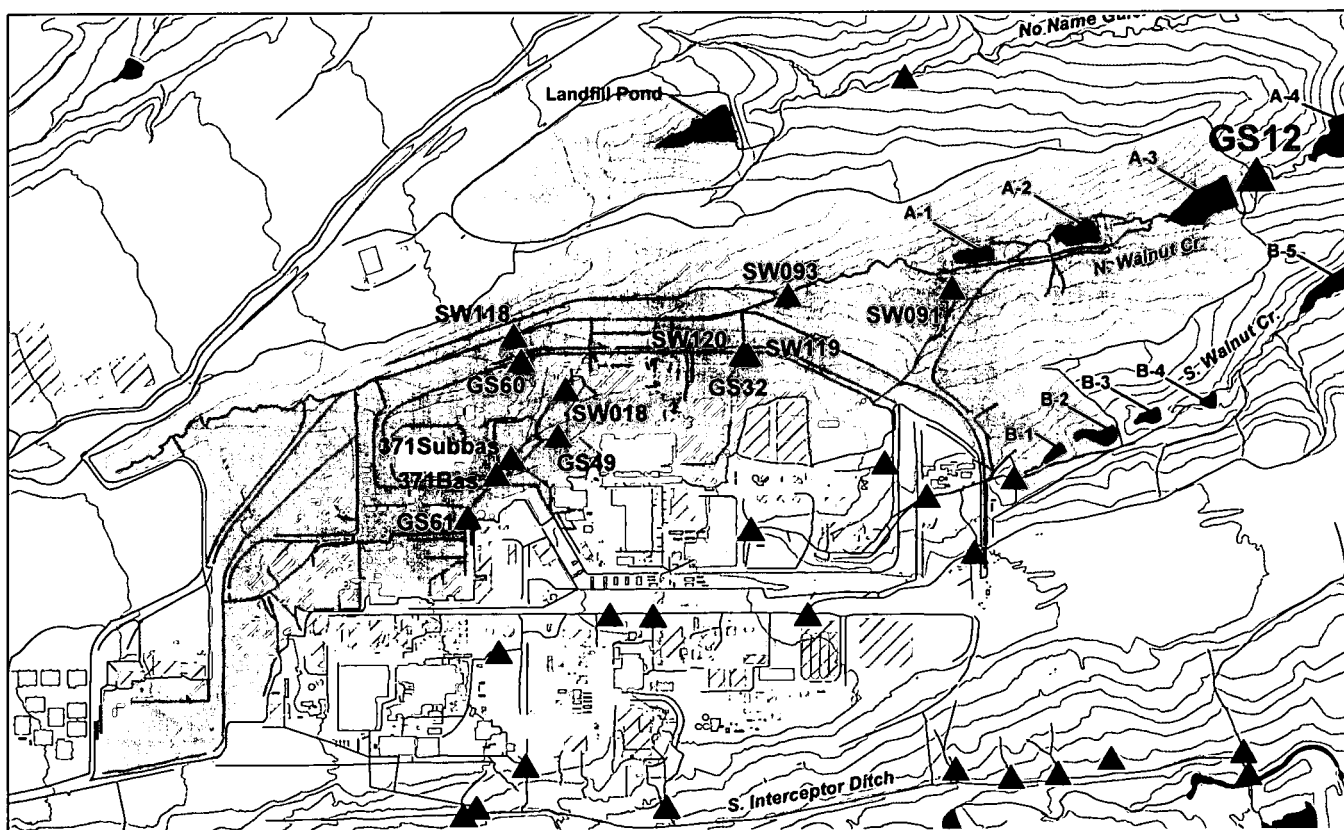 No Name Gulch
Landfill Pond
A-4
GS12
A-3
A-2
A-1
N. Walnut Cr.
B-5
SW093
SW091
SW118
SW120
SW119
S. Walnut Cr.
GS60
GS32
B-4
B-3
B-2
SW018
B-1
371Subbas
GS49
371Bas
GS61
S. Interceptor Ditch